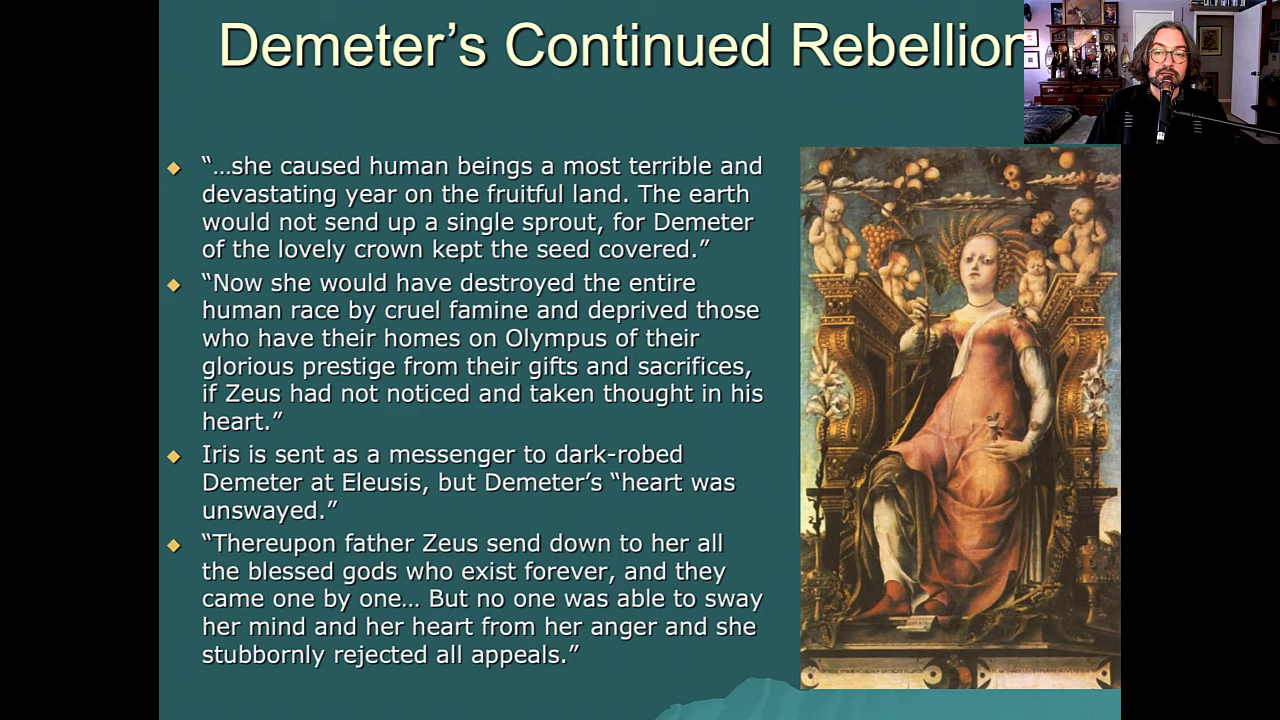 Demeter's Continued Rebellion
"…she caused human beings a most terrible and
devastating year on the fruitful land. The earth
would not send up a single sprout, for Demeter
of the lovely crown kept the seed covered."
"Now she would have destroyed the entire
human race by cruel famine and deprived those
who have their homes on Olympus of their
glorious prestige from their gifts and sacrifices,
if Zeus had not noticed and taken thought in his
heart."
Iris is sent as a messenger to dark-robed
Demeter at Eleusis, but Demeter's "heart was
unswayed."
"Thereupon father Zeus send down to her all
the blessed gods who exist forever, and they
came one by one… But no one was able to sway
her mind and her heart from her anger and she
stubbornly rejected all appeals."